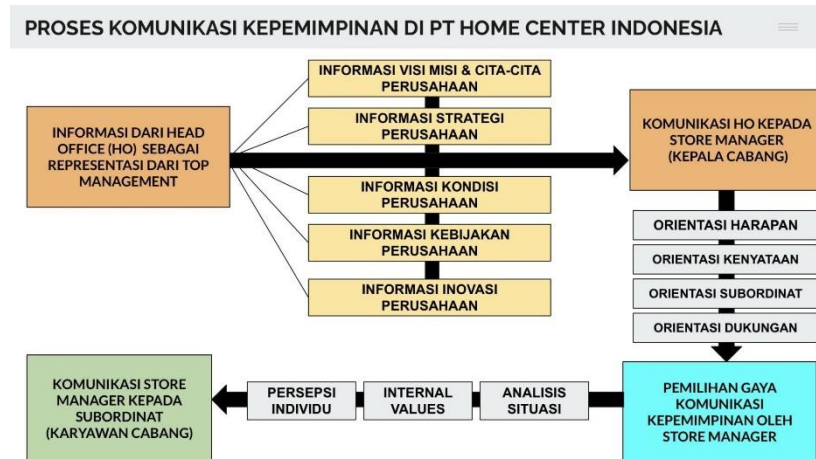 PROSES KOMUNIKASI KEPEMIMPINAN DI PT HOME CENTER INDONESIA
INFORMASI DARI HEAD
OFFICE (HO) SEBAGAI
REPRESENTASI DARI TOP
MANAGEMENT
INFORMASI VISI MISI & CITA-CITA
PERUSAHAAN
INFORMASI STRATEGI
PERUSAHAAN
INFORMASI KONDISI
PERUSAHAAN
INFORMASI KEBIJAKAN
PERUSAHAAN
INFORMASI INOVASI
PERUSAHAAN
KOMUNIKASI HO KEPADA
STORE MANAGER
(KEPALA CABANG)
ORIENTASI HARAPAN
ORIENTASI KENYATAAN
ORIENTASI SUBORDINAT
ORIENTASI DUKUNGAN
PEMILIHAN GAYA
KOMUNIKASI
KEPEMIMPINAN OLEH
STORE MANAGER
ANALISIS
SITUASI
INTERNAL
VALUES
PERSEPSI
INDIVIDU
KOMUNIKASI STORE
MANAGER KEPADA
SUBORDINAT
(KARYAWAN CABANG)